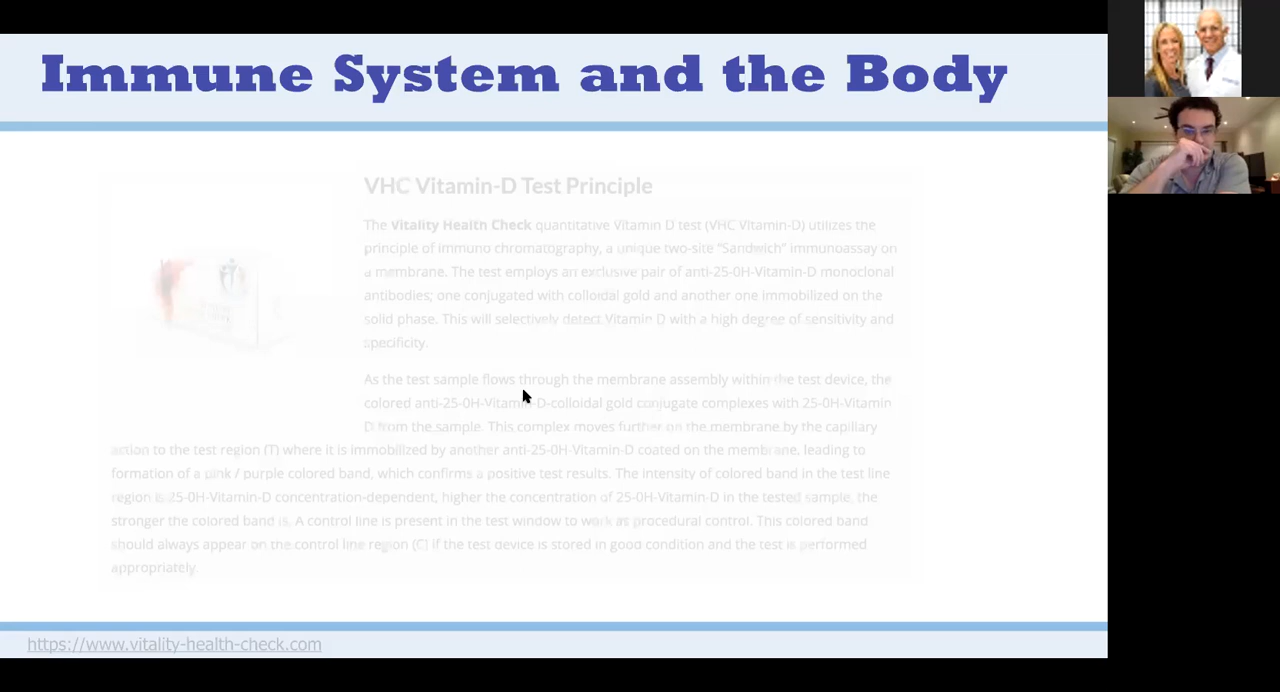 Immune System and the Body
VHC Vitamin-D Test Principle
The Vitality Health Check quantitative Vitamin D test (VHC Vitamin-D) utilizes the
principle of immuno chromatography, a unique two-site “Sandwich” immunoassay on
a membrane. The test employs an exclusive pair of anti-25-0H-Vitamin-D monoclonal
antibodies; one conjugated with colloidal gold and another one immobilized on the
solid phase. This will selectively detect Vitamin D with a high degree of sensitivity and
specificity.
As the test sample flows through the membrane assembly within the test device, the
colored anti-25-0H-Vitamin-D-colloidal gold conjugate complexes with 25-0H-Vitamin
D from the sample. This complex moves further on the membrane by the capillary
action to the test region (T) where it is immobilized by another anti-25-0H-Vitamin-D coated on the membrane, leading to
formation of a pink / purple colored band, which confirms a positive test results. The intensity of colored band in the test line
region is 25-0H-Vitamin-D concentration-dependent, higher the concentration of 25-0H-Vitamin-D in the tested sample, the
stronger the colored band is. A control line is present in the test window to work as procedural control. This colored band
should always appear on the control line region (C) if the test device is stored in good condition and the test is performed
appropriately.
https://www.vitality-health-check.com